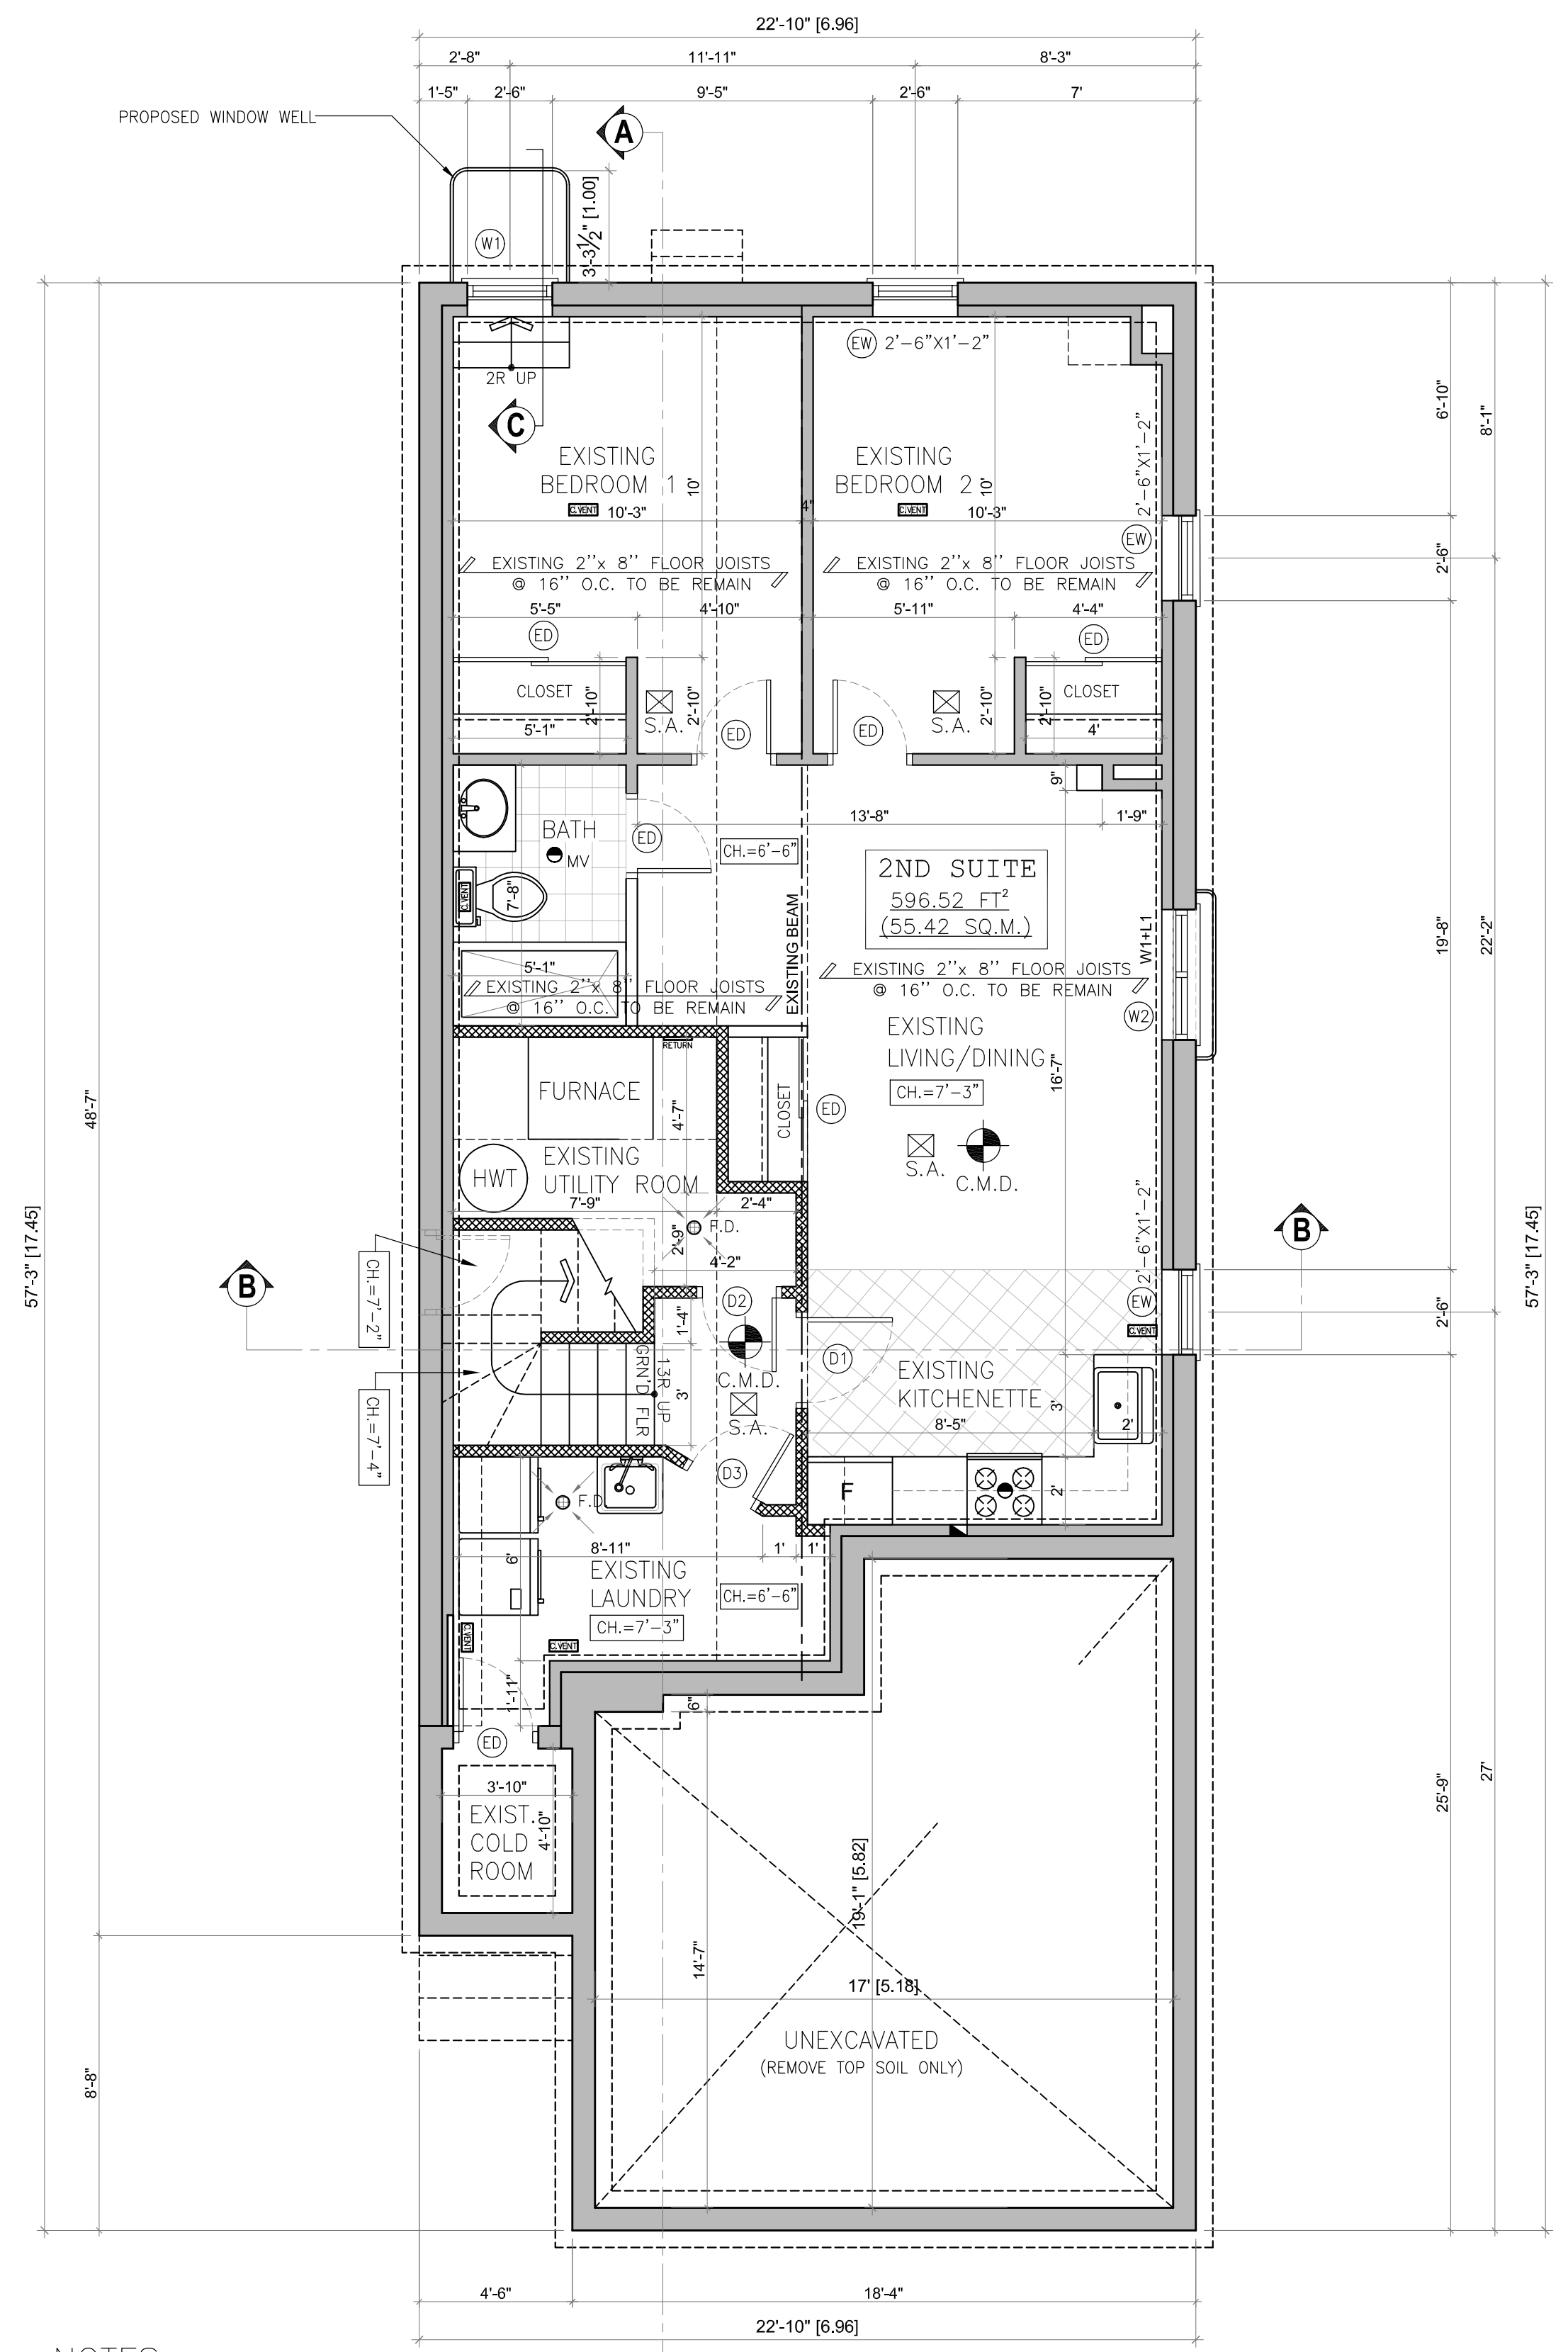 22'-10" [6.96]
2'-8" 11'-11" 8'-3"
1'-5" 2'-6" 9'-5" 2'-6" 7'
PROPOSED WINDOW WELL
A
3'-3½" [1.00]
W1
EW 2'-6"X1'-2"
2R UP
C
6'-10"
8'-1"
2'-6"X1'-2"
EXISTING
BEDROOM 1
10'
EXISTING
BEDROOM 2
10'
C.VENT
10'-3"
4"
C.VENT
10'-3"
EW
2'-6"
EXISTING 2''x 8'' FLOOR JOISTS
@ 16'' O.C. TO BE REMAIN
EXISTING 2''x 8'' FLOOR JOISTS
@ 16'' O.C. TO BE REMAIN
5'-5" 4'-10" 5'-11" 4'-4"
ED
ED
CLOSET
2'-10"
S.A.
2'-10"
S.A.
2'-10"
2'-10"
CLOSET
5'-1"
ED
ED
4'
9"
13'-8"
1'-9"
BATH
MV
ED
CH.=6'-6"
C.VENT
7'-8"
2ND SUITE
596.52 FT²
(55.42 SQ.M.)
19'-8"
22'-2"
W1+L1
EXISTING BEAM
5'-1"
EXISTING 2''x 8'' FLOOR JOISTS
@ 16'' O.C. TO BE REMAIN
EXISTING 2''x 8'' FLOOR JOISTS
@ 16'' O.C. TO BE REMAIN
W2
EXISTING
LIVING/DINING
16'-7"
CH.=7'-3"
RETURN
FURNACE
4'-7"
CLOSET
ED
48'-7"
S.A.
C.M.D.
HWT
EXISTING
UTILITY ROOM
7'-9"
2'-4"
F.D.
2'-9"
4'-2"
57'-3" [17.45]
57'-3" [17.45]
B
B
2'-6"X1'-2"
EW
C.VENT
2'-6"
CH.=7'-2"
D2
1'-4"
C.M.D.
D1
13R UP
GRN'D FLR
3'
S.A.
EXISTING
KITCHENETTE
8'-5"
3'
2'
CH.=7'-4"
D3
F.D.
F
2'
6'
8'-11"
1'
1'
EXISTING
LAUNDRY
CH.=6'-6"
CH.=7'-3"
C.VENT
C.VENT
1'-11"
6"
ED
3'-10"
EXIST.
COLD
ROOM
4'-10"
25'-9"
27'
19'-1" [5.82]
14'-7"
17' [5.18]
UNEXCAVATED
(REMOVE TOP SOIL ONLY)
8'-8"
4'-6" 18'-4"
22'-10" [6.96]